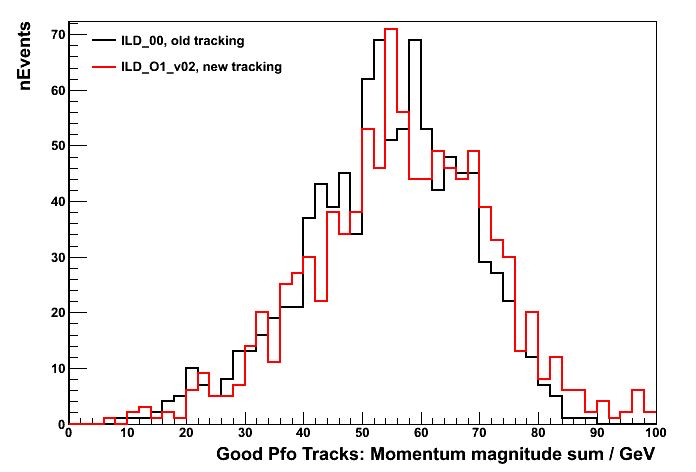 nEvents
ILD_00, old tracking
ILD_O1_v02, new tracking
70
60
50
40
30
20
10
0
0 10 20 30 40 50 60 70 80 90 100
Good Pfo Tracks: Momentum magnitude sum / GeV